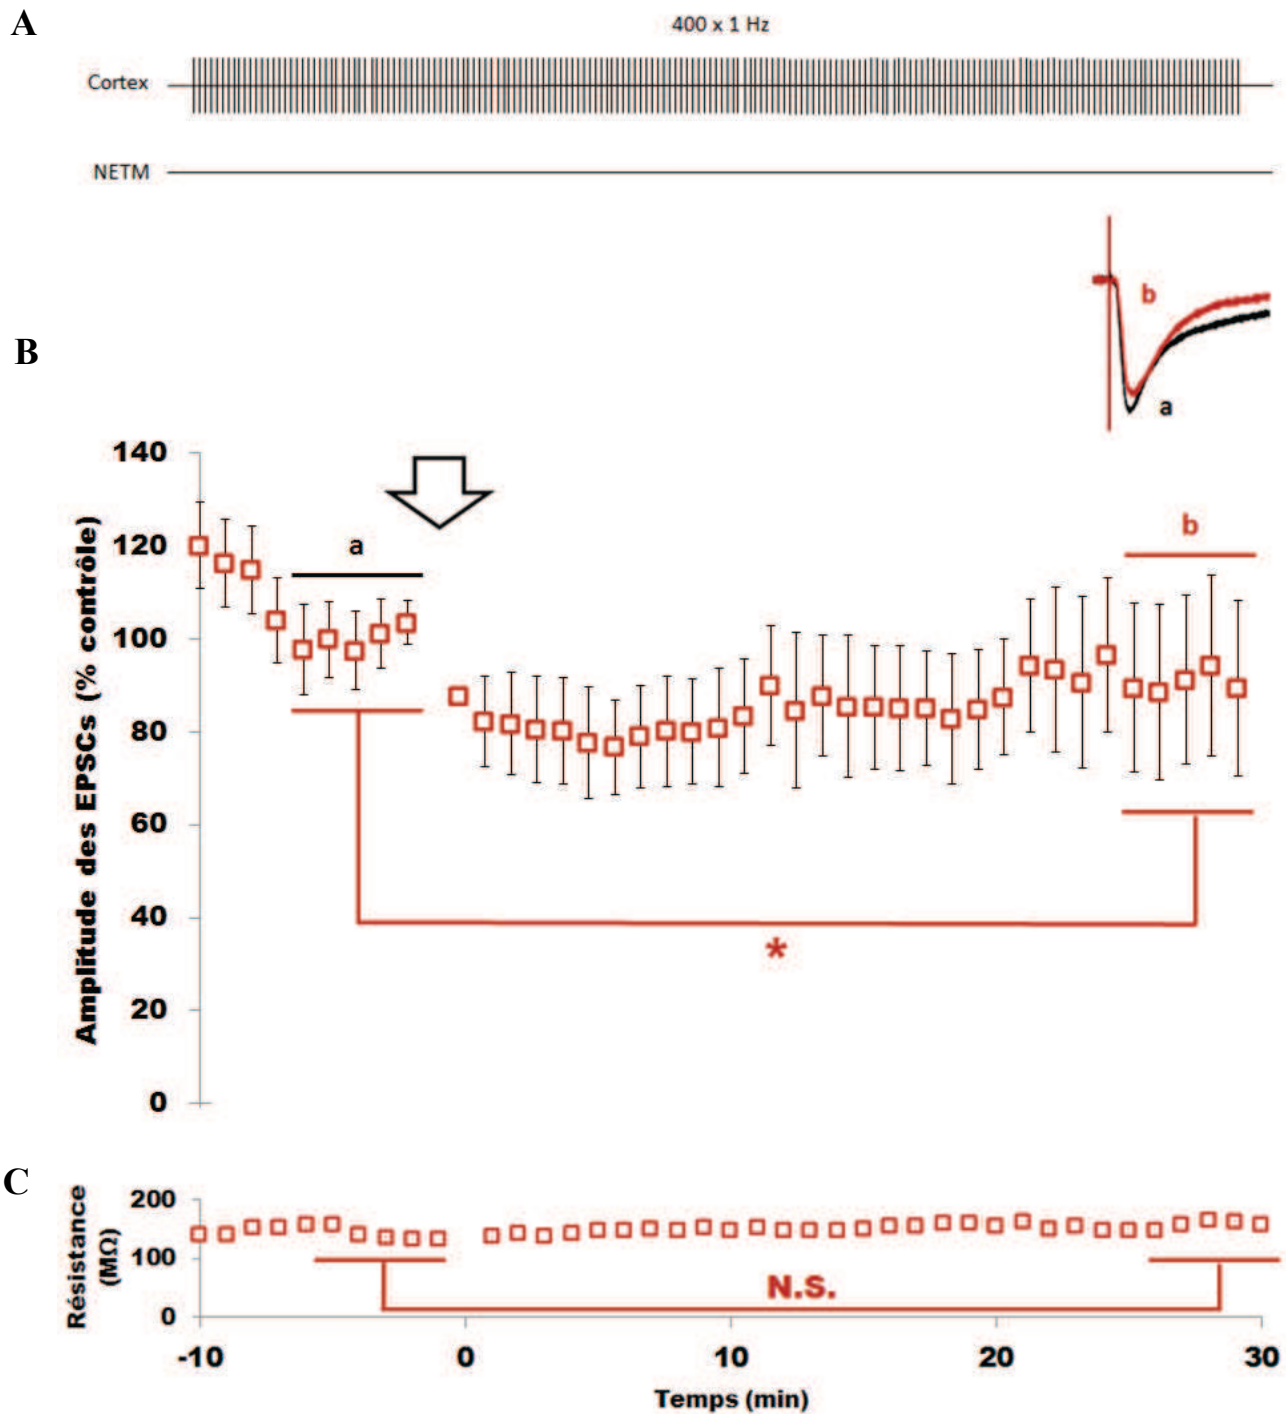 A
400 x 1 Hz
Cortex
NETM
b
a
B
Amplitude des EPSCs (% contrôle)
140
120
100
80
60
40
20
0
a
b
*
C
Résistance
(MΩ)
200
100
0
N.S.
-10
0
10
20
30
Temps (min)